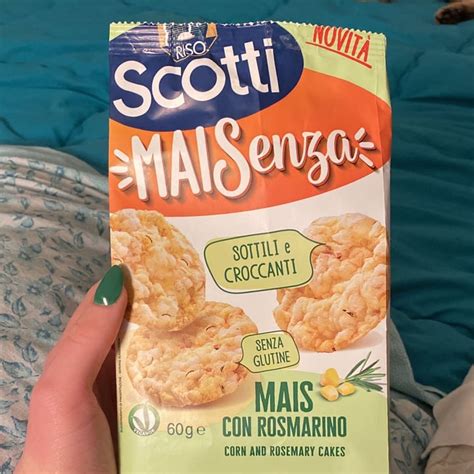 RISO
Scotti
NOVITÀ
MAISenza
SOTTILI e
CROCCANTI
SENZA
GLUTINE
MAIS
CON ROSMARINO
CORN AND ROSEMARY CAKES
60g e